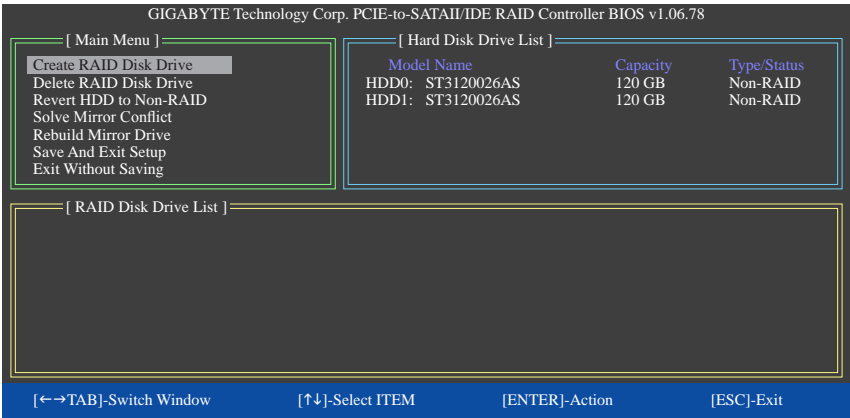 GIGABYTE Technology Corp. PCIE-to-SATAII/IDE RAID Controller BIOS v1.06.78
[ Main Menu ]
Create RAID Disk Drive
Delete RAID Disk Drive
Revert HDD to Non-RAID
Solve Mirror Conflict
Rebuild Mirror Drive
Save And Exit Setup
Exit Without Saving
[ Hard Disk Drive List ]
Model Name Capacity Type/Status
HDD0: ST3120026AS 120 GB Non-RAID
HDD1: ST3120026AS 120 GB Non-RAID
[ RAID Disk Drive List ]
[←→TAB]-Switch Window [↑↓]-Select ITEM [ENTER]-Action [ESC]-Exit